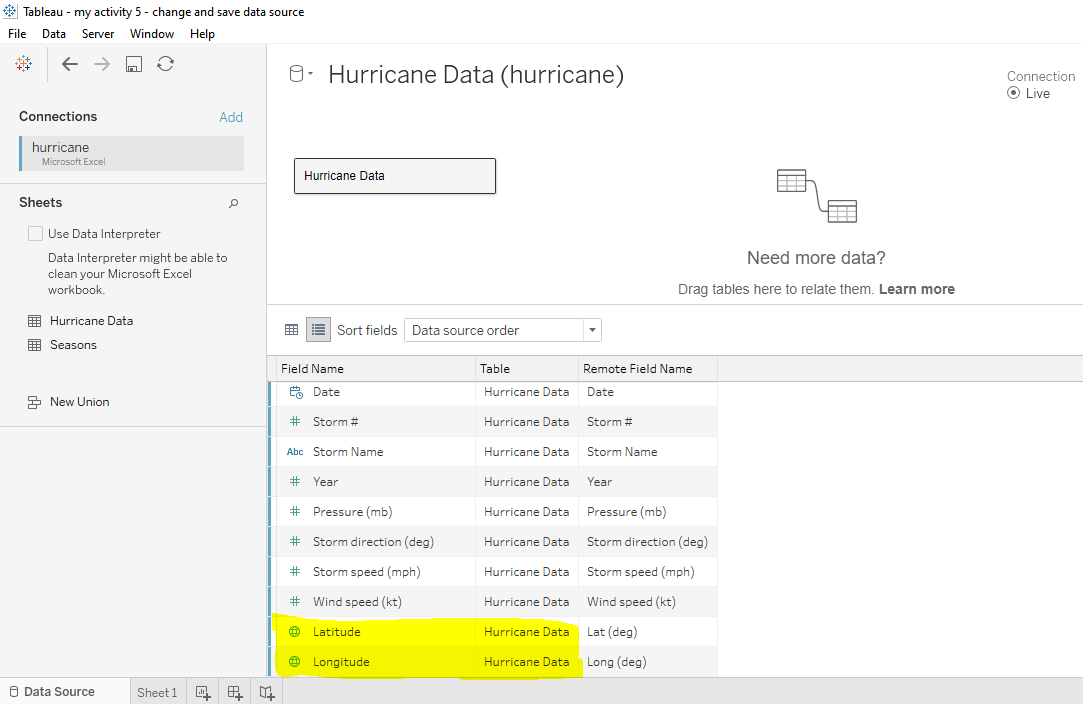 Tableau - my activity 5 - change and save data source
File Data Server Window Help
Hurricane Data (hurricane)
Connection
Live
Connections Add
hurricane
Microsoft Excel
Sheets
Use Data Interpreter
Data Interpreter might be able to
clean your Microsoft Excel
workbook.
Hurricane Data
Seasons
New Union
Hurricane Data
Need more data?
Drag tables here to relate them. Learn more
Sort fields Data source order
Field Name Table Remote Field Name
Date Hurricane Data Date
# Storm # Hurricane Data Storm #
Abc Storm Name Hurricane Data Storm Name
# Year Hurricane Data Year
# Pressure (mb) Hurricane Data Pressure (mb)
# Storm direction (deg) Hurricane Data Storm direction (deg)
# Storm speed (mph) Hurricane Data Storm speed (mph)
# Wind speed (kt) Hurricane Data Wind speed (kt)
Latitude Hurricane Data Lat (deg)
Longitude Hurricane Data Long (deg)
Data Source Sheet 1